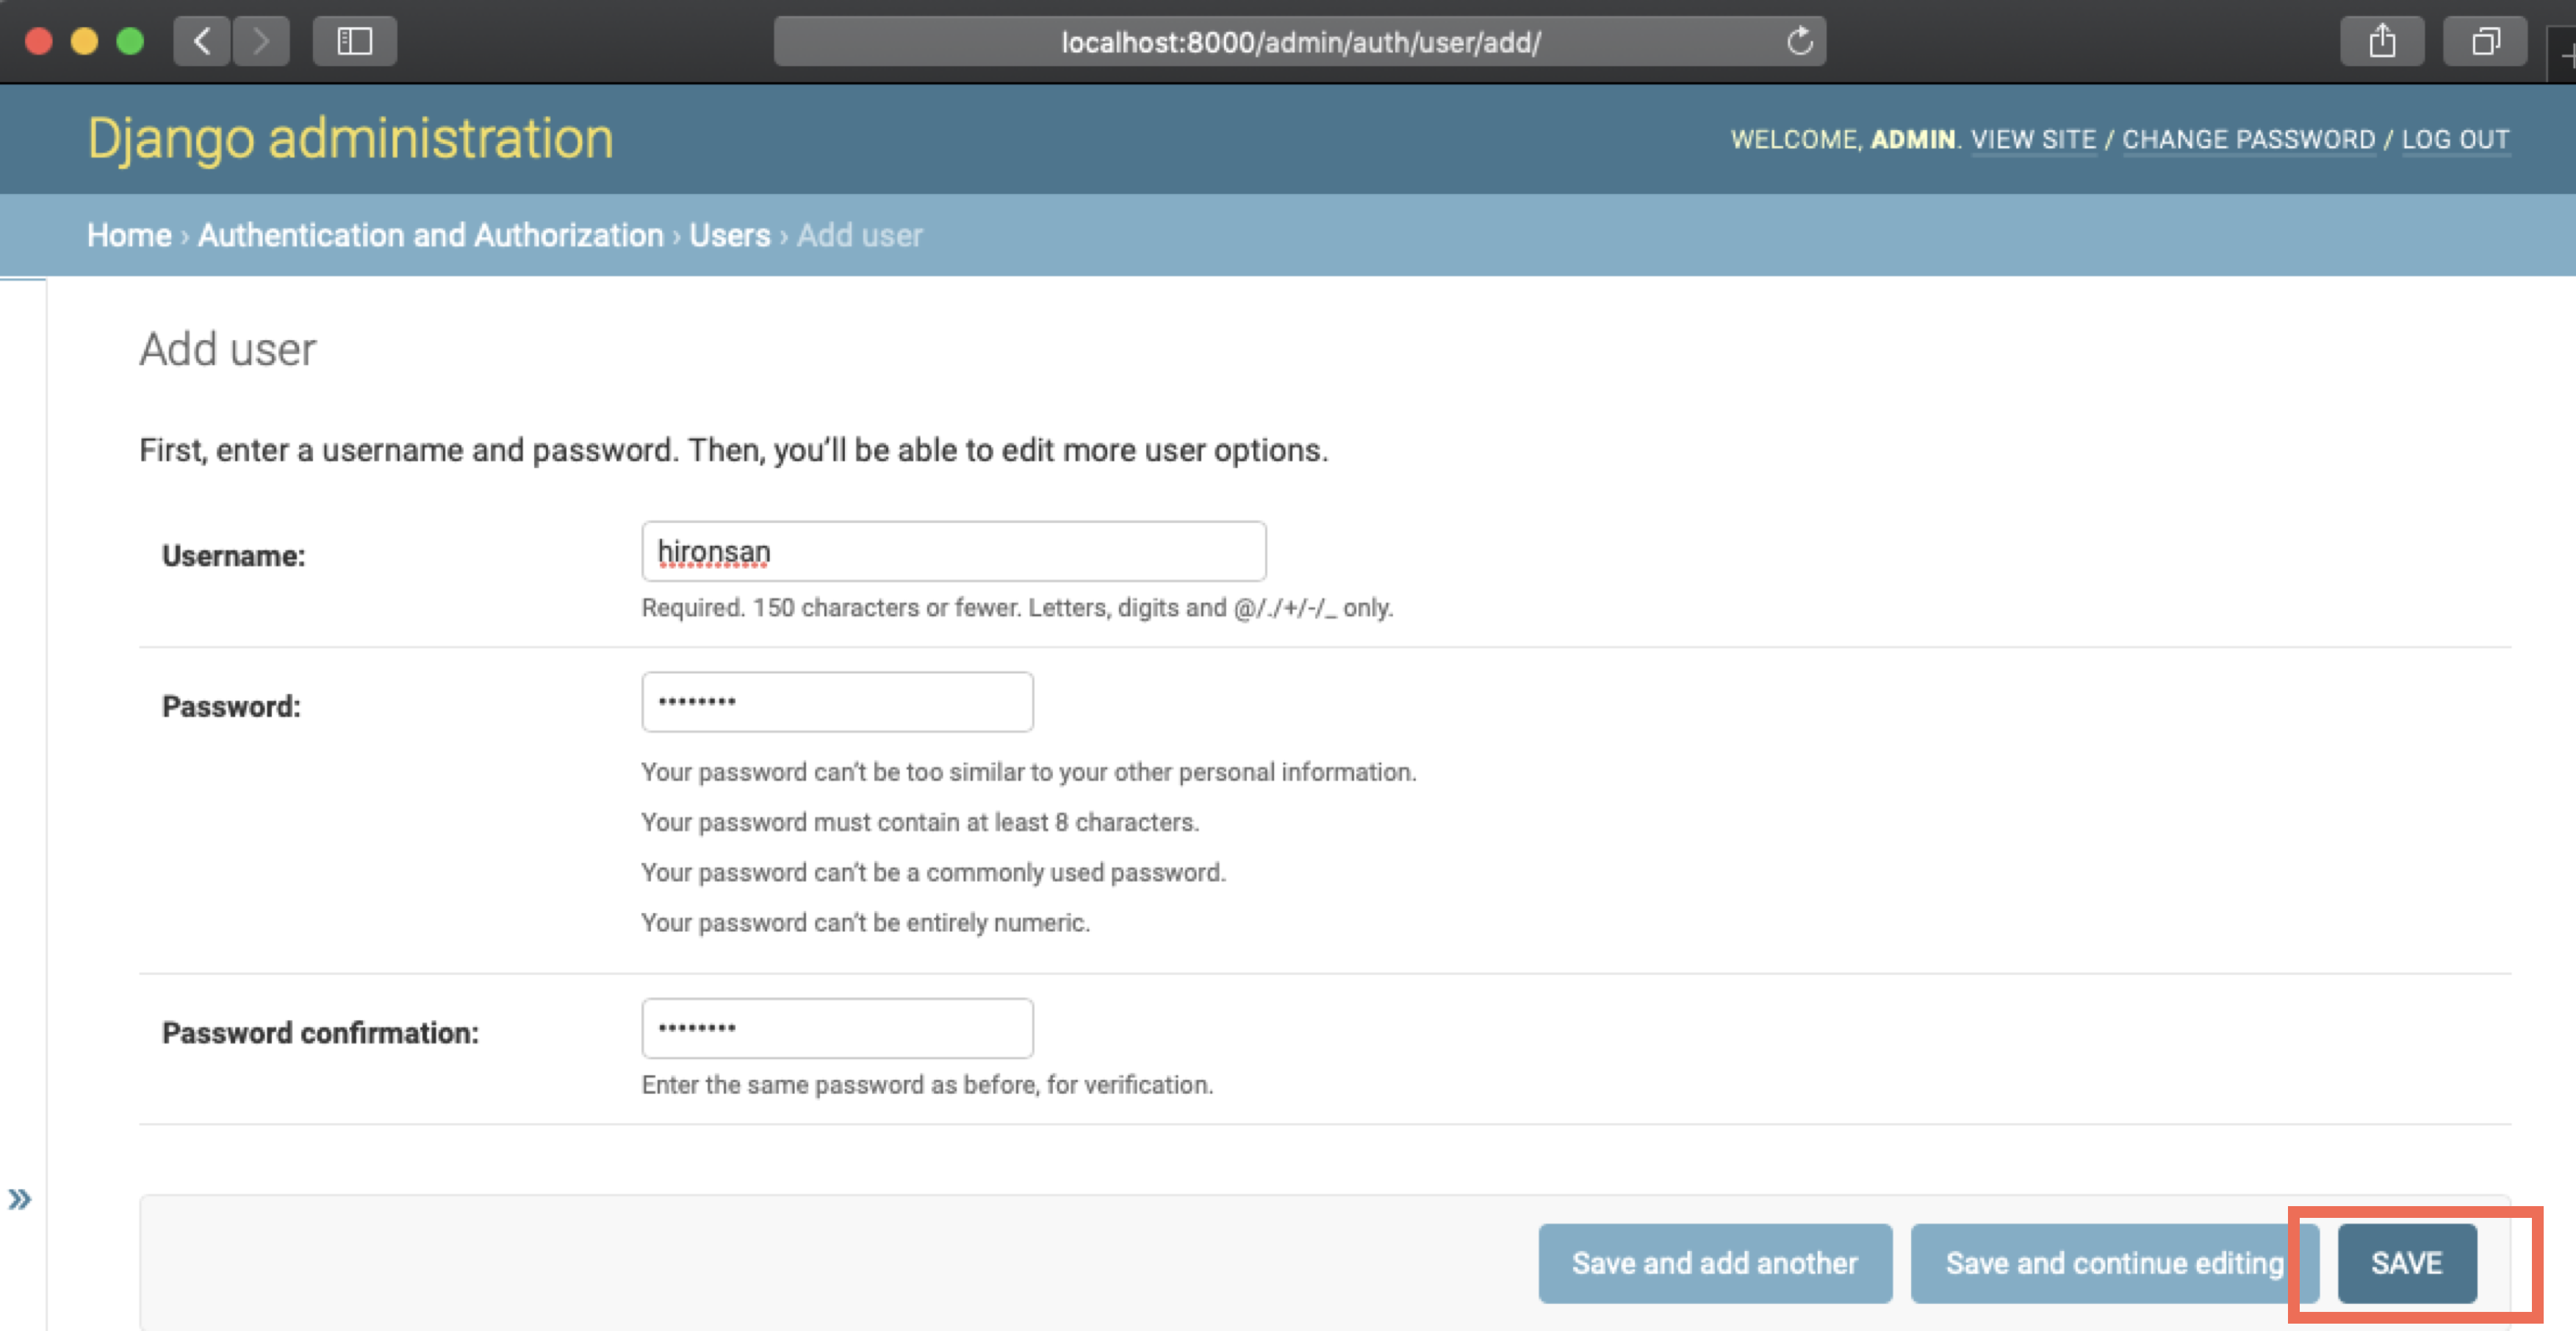 localhost:8000/admin/auth/user/add/
Django administration
WELCOME, ADMIN. VIEW SITE / CHANGE PASSWORD / LOG OUT
Home › Authentication and Authorization › Users › Add user
Add user
First, enter a username and password. Then, you’ll be able to edit more user options.
Username:
hironsan
Required. 150 characters or fewer. Letters, digits and @/./+/-/_ only.
Password:
••••••••
Your password can’t be too similar to your other personal information.
Your password must contain at least 8 characters.
Your password can’t be a commonly used password.
Your password can’t be entirely numeric.
Password confirmation:
••••••••
Enter the same password as before, for verification.
»
Save and add another
Save and continue editing
SAVE